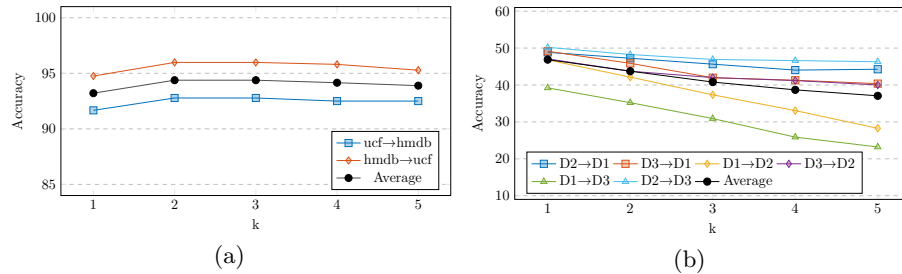 100
95
90
85
Accuracy
ucf→hmdb
hmdb→ucf
Average
1 2 3 4 5
k
(a)
60
50
40
30
20
10
Accuracy
D2→D1 D3→D1 D1→D2 D3→D2
D1→D3 D2→D3 Average
1 2 3 4 5
k
(b)